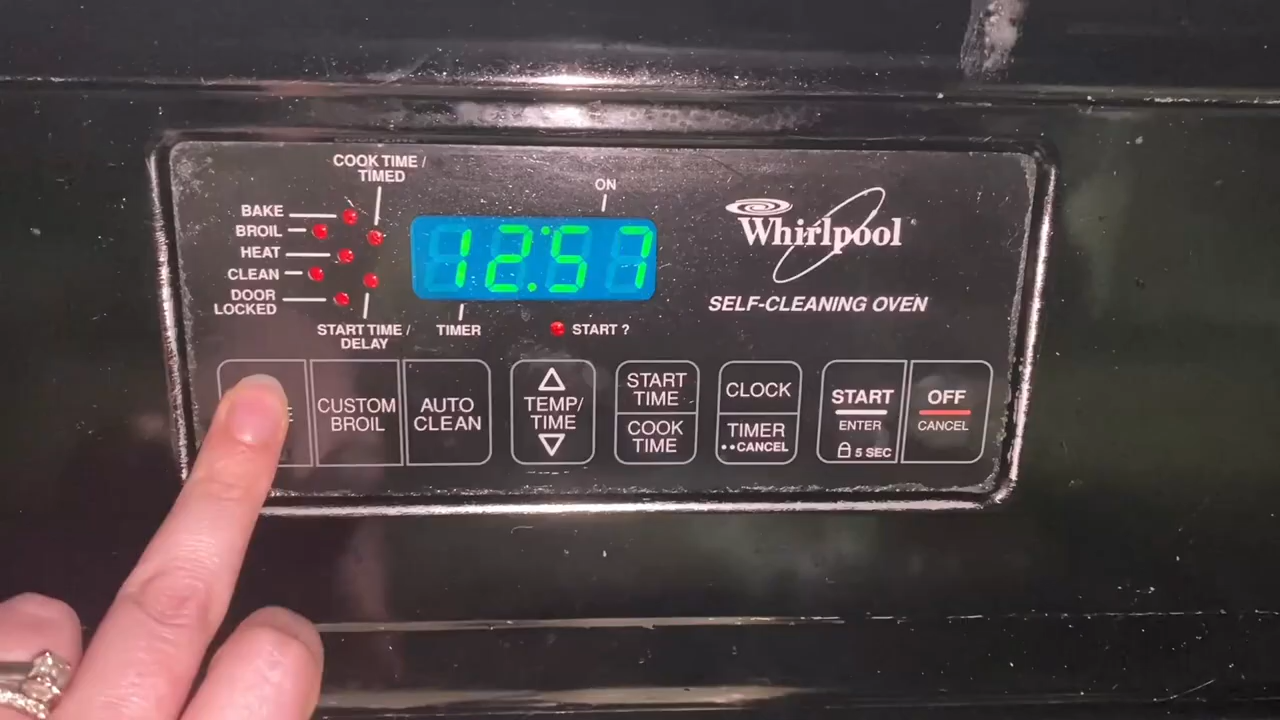 COOK TIME /
TIMED
ON
BAKE
BROIL
HEAT
CLEAN
DOOR
LOCKED
12:57
Whirlpool
SELF-CLEANING OVEN
START TIME /
DELAY
TIMER
START ?
CUSTOM
BROIL
AUTO
CLEAN
TEMP/
TIME
START
TIME
COOK
TIME
CLOCK
TIMER
••CANCEL
START
ENTER
5 SEC
OFF
CANCEL